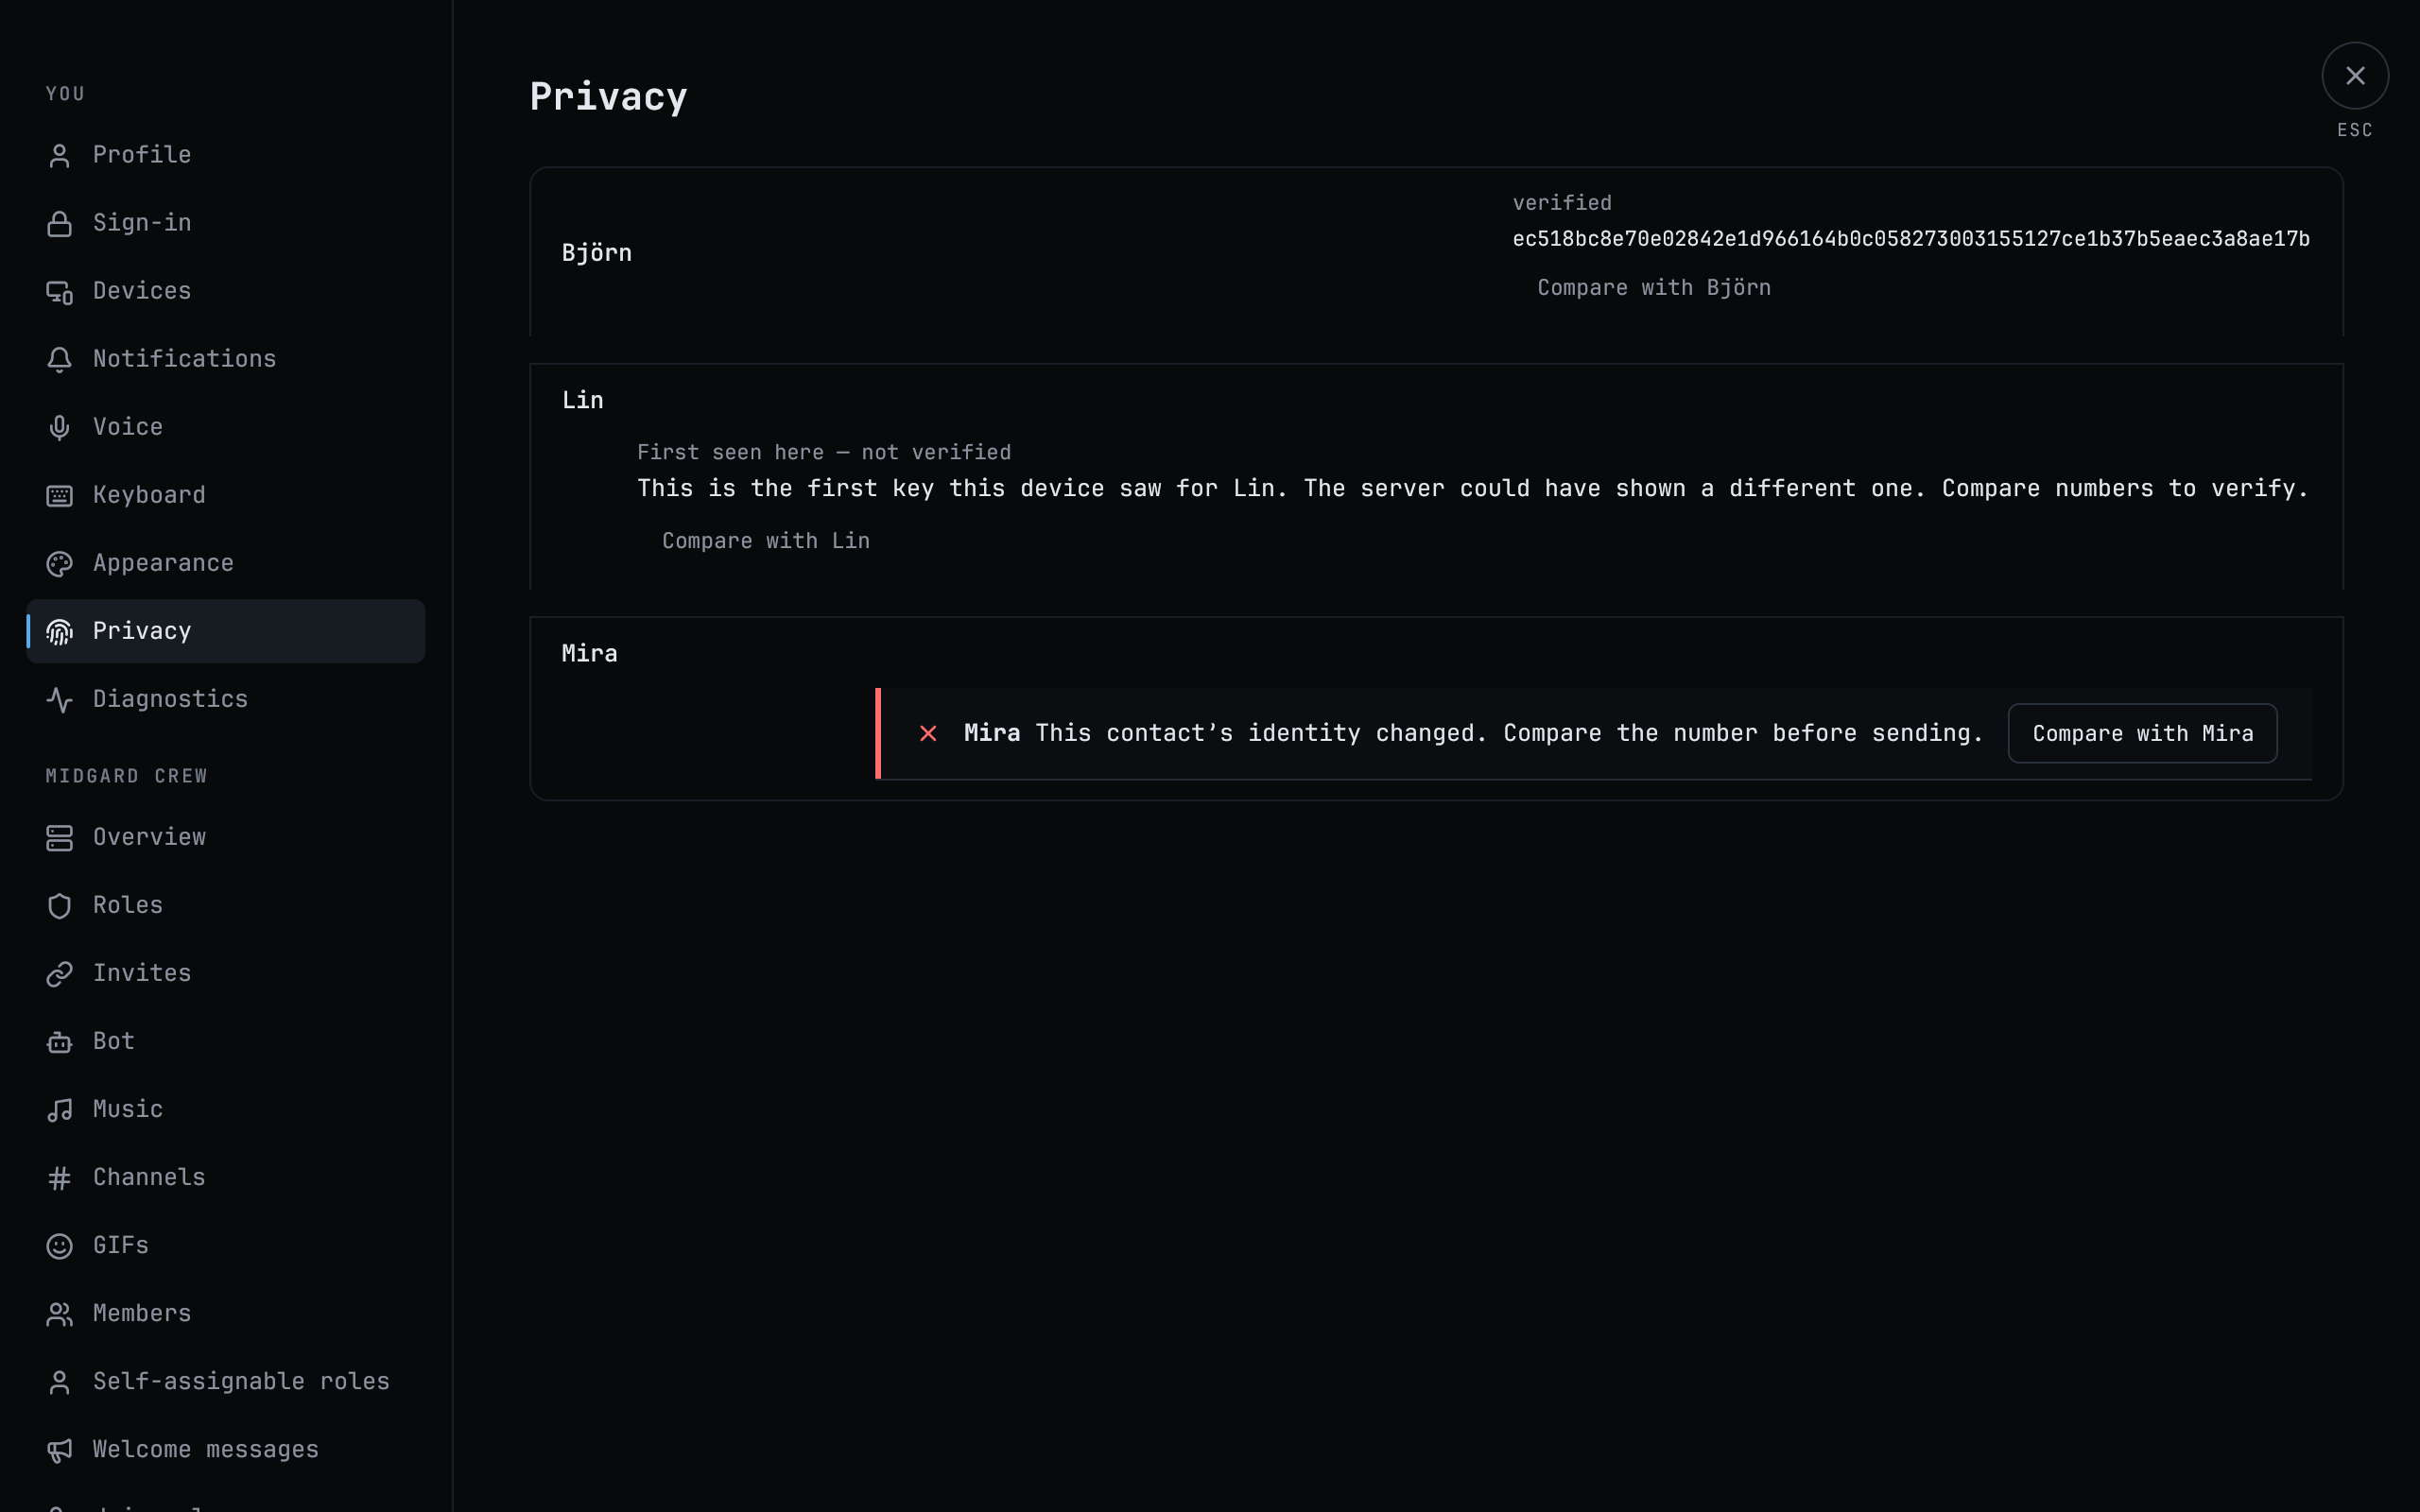 YOU
Profile
Sign-in
Devices
Notifications
Voice
Keyboard
Appearance
Privacy
Diagnostics
MIDGARD CREW
Overview
Roles
Invites
Bot
Music
Channels
GIFs
Members
Self-assignable roles
Welcome messages
Privacy
ESC
Björn
verified
ec518bc8e70e02842e1d966164b0c058273003155127ce1b37b5eaec3a8ae17b
Compare with Björn
Lin
First seen here — not verified
This is the first key this device saw for Lin. The server could have shown a different one. Compare numbers to verify.
Compare with Lin
Mira
Mira This contact’s identity changed. Compare the number before sending.
Compare with Mira